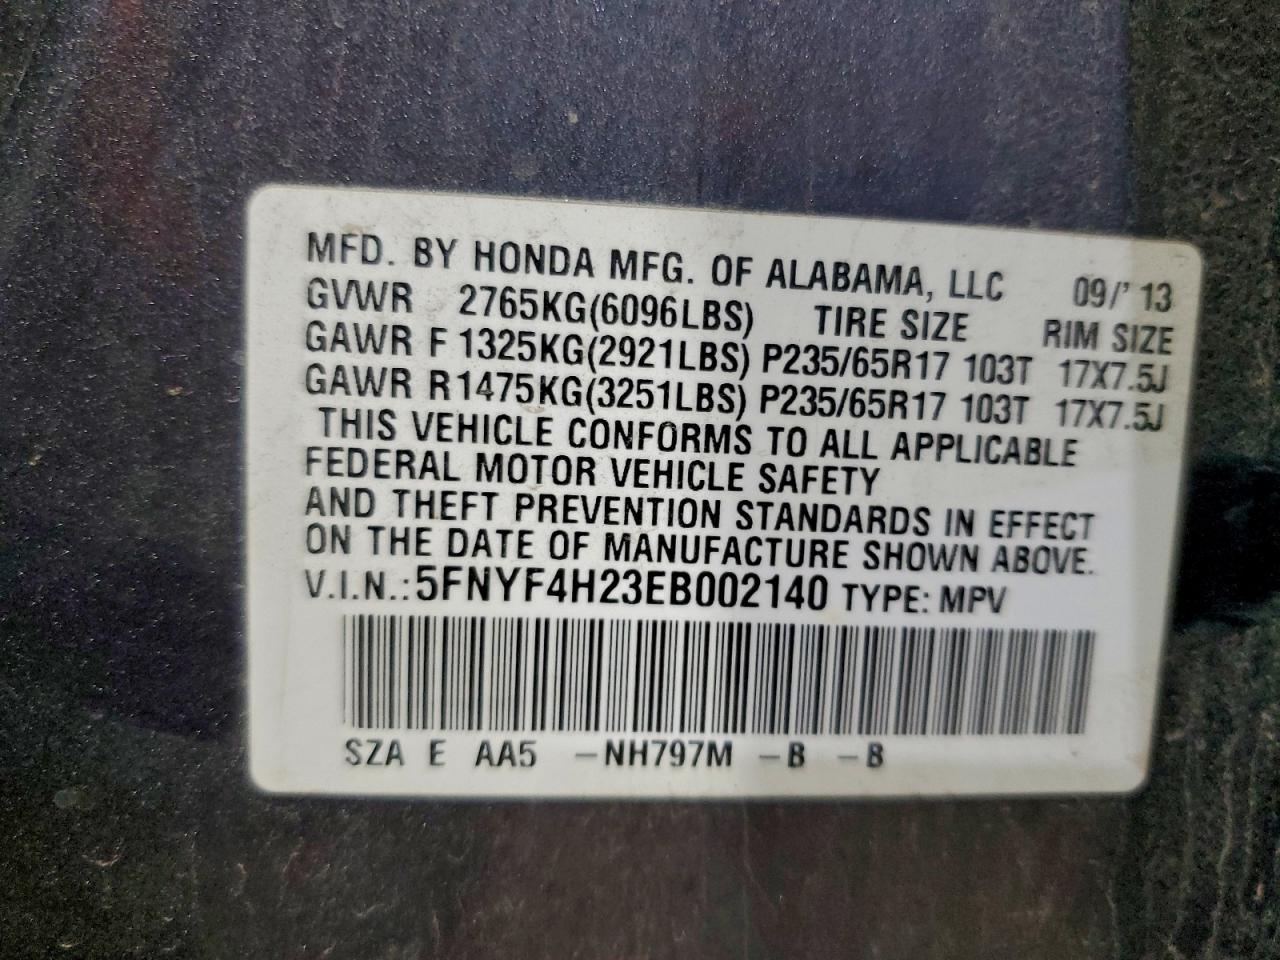 MFD. BY HONDA MFG. OF ALABAMA, LLC 09/' 13
GVWR 2765KG(6096LBS) TIRE SIZE RIM SIZE
GAWR F 1325KG(2921LBS) P235/65R17 103T 17X7.5J
GAWR R1475KG(3251LBS) P235/65R17 103T 17X7.5J
THIS VEHICLE CONFORMS TO ALL APPLICABLE
FEDERAL MOTOR VEHICLE SAFETY
AND THEFT PREVENTION STANDARDS IN EFFECT
ON THE DATE OF MANUFACTURE SHOWN ABOVE.
V.I.N.:5FNYF4H23EB002140 TYPE: MPV
SZA E AA5 -NH797M -B -B